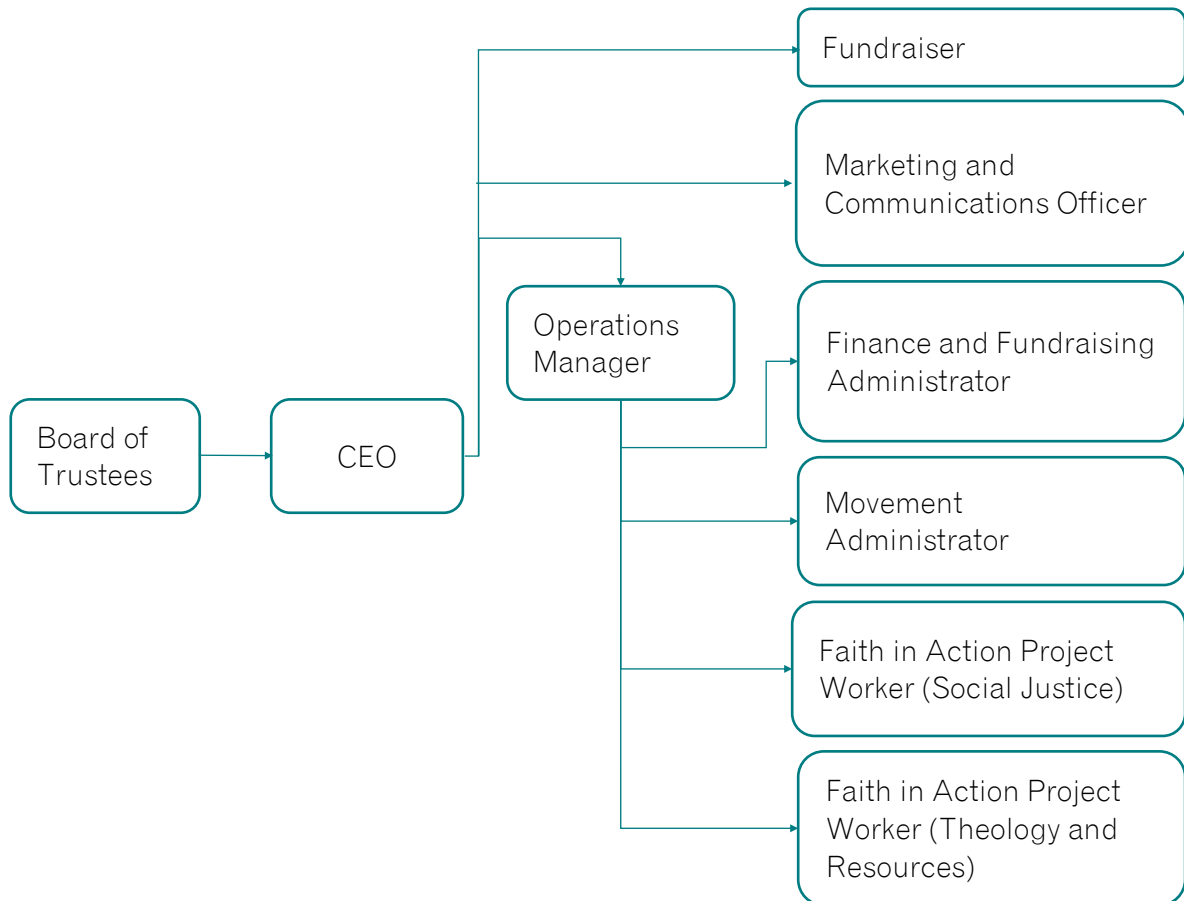 Fundraiser
Marketing and
Communications Officer
Operations
Manager
Finance and Fundraising
Administrator
Board of
Trustees
CEO
Movement
Administrator
Faith in Action Project
Worker (Social Justice)
Faith in Action Project
Worker (Theology and
Resources)